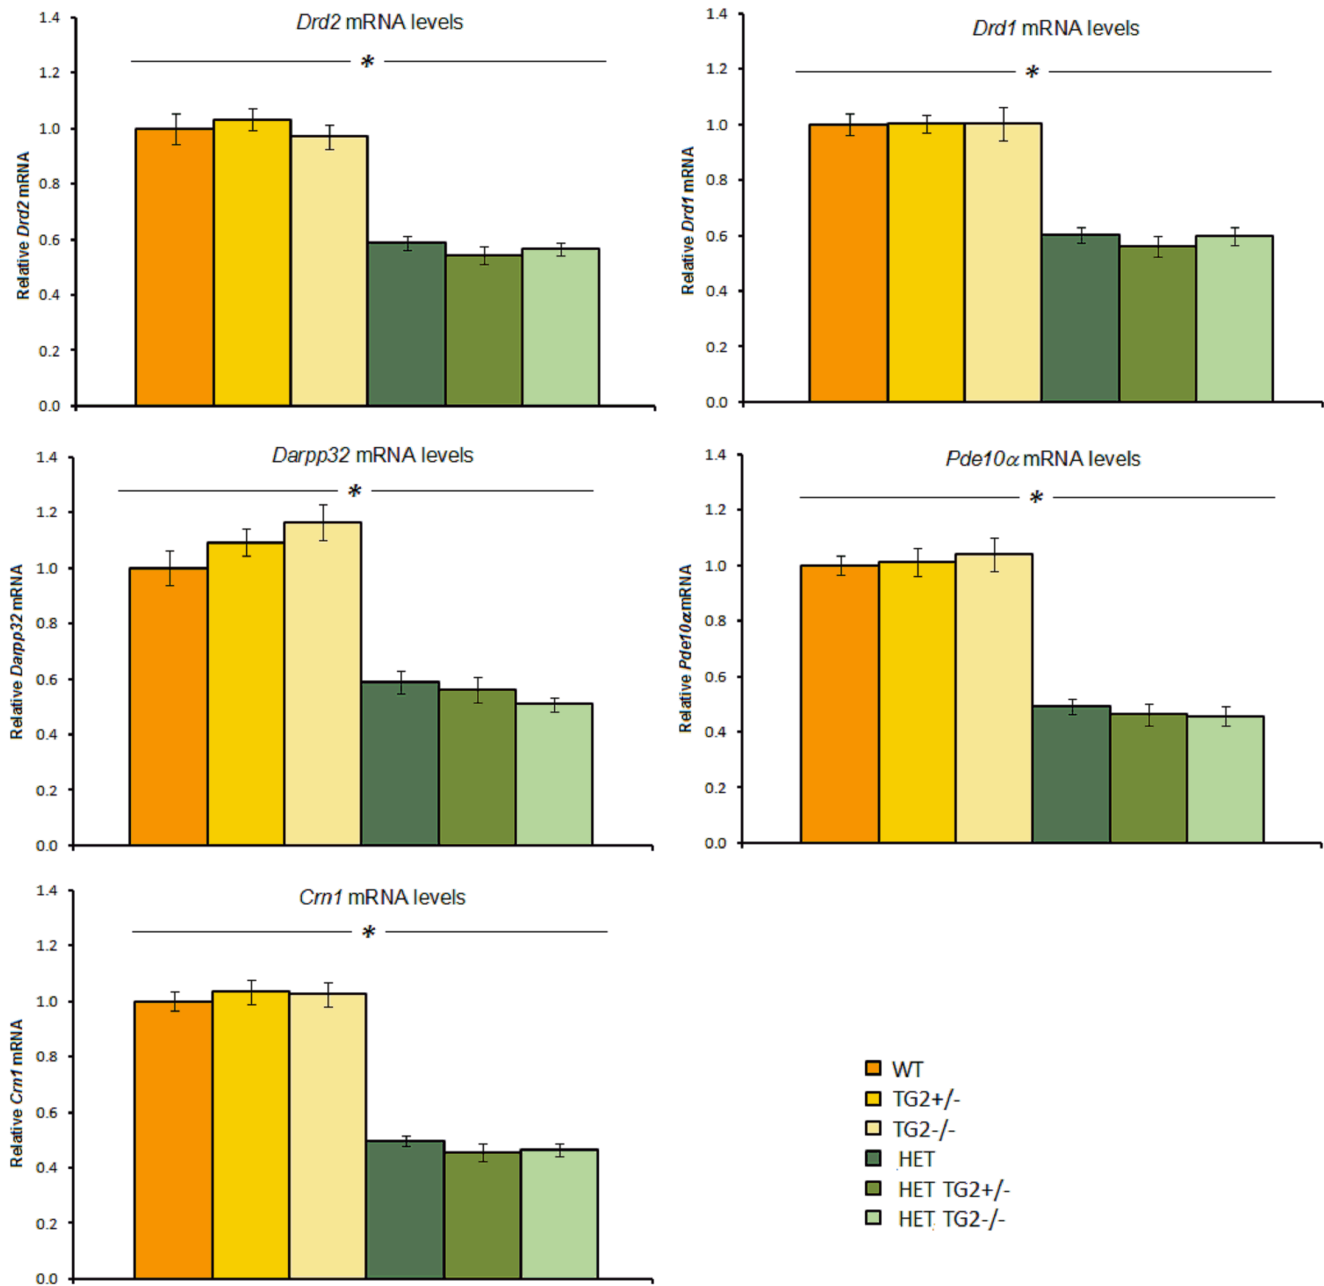 Drd2 mRNA levels
*
Relative Drd2 mRNA
1.4
1.2
1.0
0.8
0.6
0.4
0.2
0.0
Drd1 mRNA levels
*
Relative Drd1 mRNA
1.4
1.2
1.0
0.8
0.6
0.4
0.2
0.0
Darpp32 mRNA levels
*
Relative Darpp32 mRNA
1.4
1.2
1.0
0.8
0.6
0.4
0.2
0.0
Pde10α mRNA levels
*
Relative Pde10α mRNA
1.4
1.2
1.0
0.8
0.6
0.4
0.2
0.0
Crn1 mRNA levels
*
Relative Crn1 mRNA
1.4
1.2
1.0
0.8
0.6
0.4
0.2
0.0
WT
TG2+/-
TG2-/-
HET
HET TG2+/-
HET TG2-/-